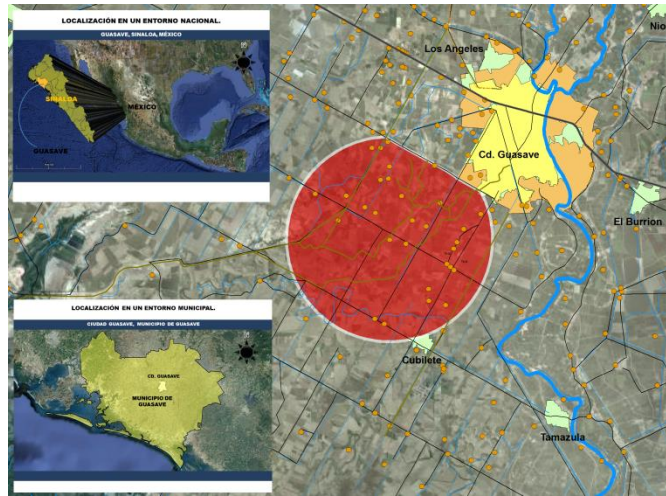 LOCALIZACIÓN EN UN ENTORNO NACIONAL.
GUASAVE, SINALOA, MÉXICO
SINALOA
MÉXICO
GUASAVE
LOCALIZACIÓN EN UN ENTORNO MUNICIPAL.
CIUDAD GUASAVE, MUNICIPIO DE GUASAVE
CD. GUASAVE
MUNICIPIO DE
GUASAVE
Los Angeles
Nio
Cd. Guasave
El Burrion
Cubilete
Tamazula